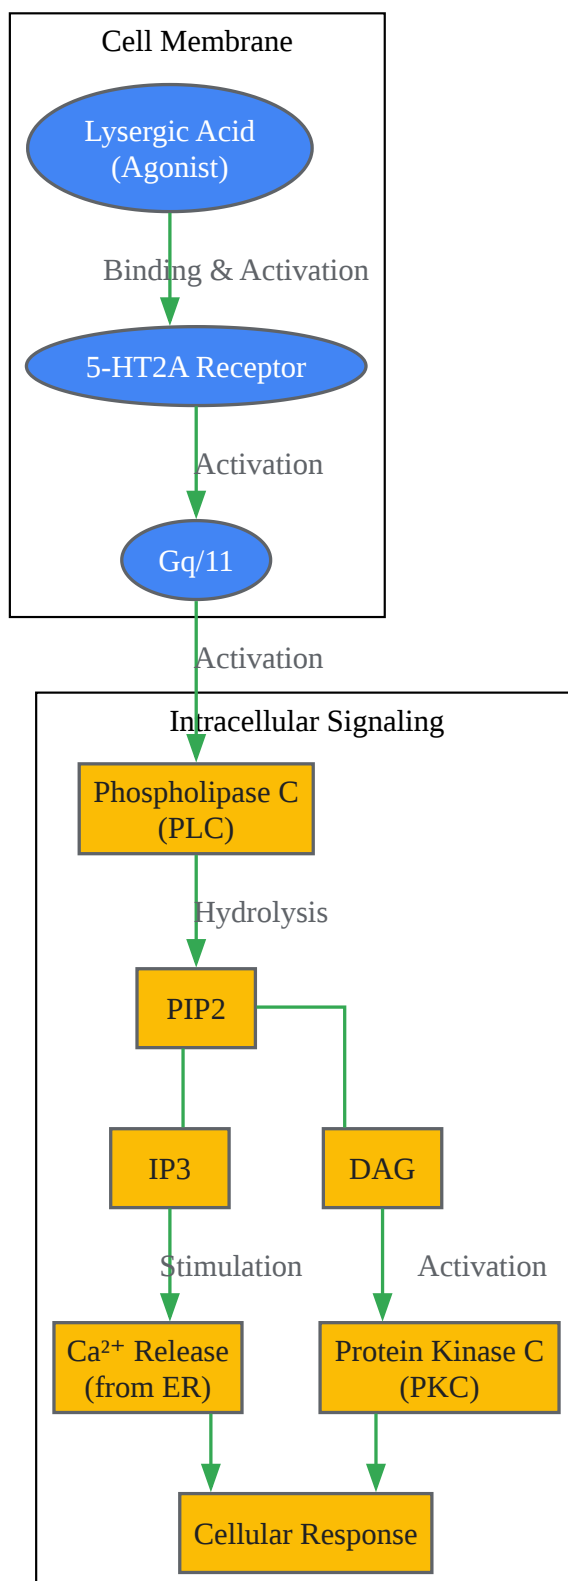 Cell Membrane
Lysergic Acid
(Agonist)
Binding & Activation
5-HT2A Receptor
Activation
Gq/11
Activation
Intracellular Signaling
Phospholipase C
(PLC)
Hydrolysis
PIP2
IP3
DAG
Stimulation
Activation
Ca²⁺ Release
(from ER)
Protein Kinase C
(PKC)
Cellular Response